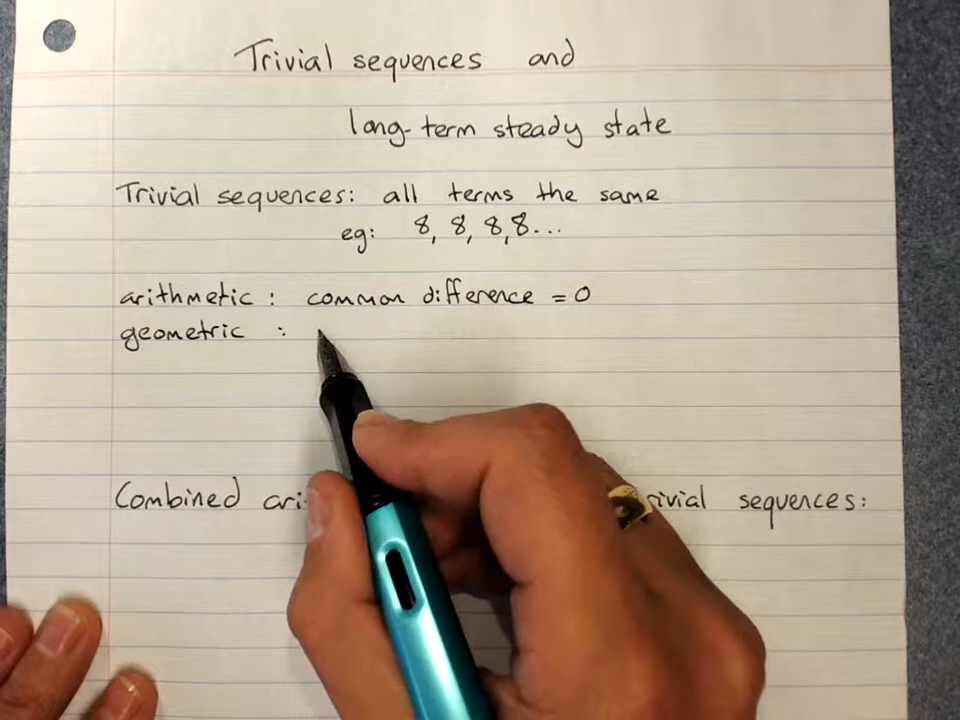 Trivial sequences and
long-term steady state
Trivial sequences: all terms the same
eg: 8, 8, 8, 8...
arithmetic : common difference = 0
geometric :
Combined ari
trivial sequences: